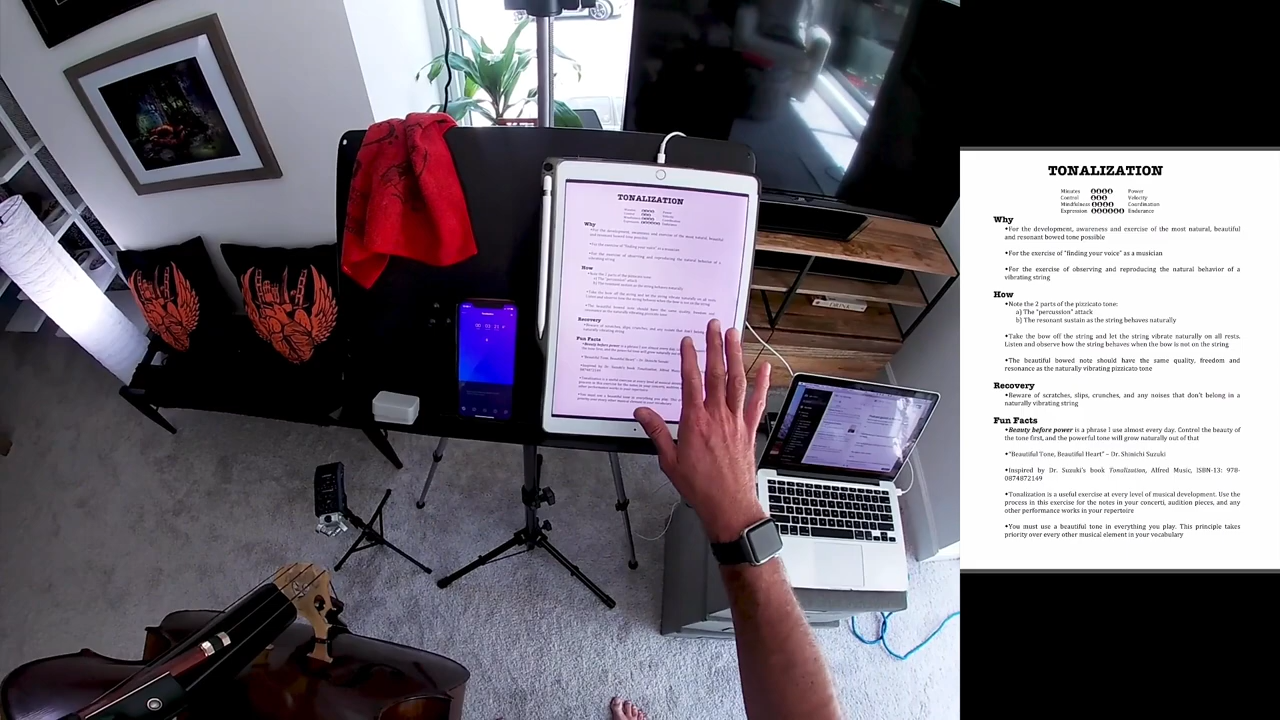 TONALIZATION
Minutes Power
Control Velocity
Mindfulness Coordination
Expression Endurance
Why
•For the development, awareness and exercise of the most natural, beautiful
and resonant bowed tone possible
•For the exercise of "finding your voice" as a musician
•For the exercise of observing and reproducing the natural behavior of a
vibrating string
How
•Note the 2 parts of the pizzicato tone:
a) The "percussion" attack
b) The resonant sustain as the string behaves naturally
•Take the bow off the string and let the string vibrate naturally on all rests.
Listen and observe how the string behaves when the bow is not on the string
•The beautiful bowed note should have the same quality, freedom and
resonance as the naturally vibrating pizzicato tone
Recovery
•Beware of scratches, slips, crunches, and any noises that don't belong in a
naturally vibrating string
Fun Facts
•Beauty before power is a phrase I use almost every day. Control the beauty of
the tone first, and the powerful tone will grow naturally out of that
•"Beautiful Tone, Beautiful Heart" – Dr. Shinichi Suzuki
•Inspired by Dr. Suzuki's book Tonalization, Alfred Music, ISBN-13: 978-
0874872149
•Tonalization is a useful exercise at every level of musical development. Use the
process in this exercise for the notes in your concerti, audition pieces, and any
other performance works in your repertoire
•You must use a beautiful tone in everything you play. This principle takes
priority over every other musical element in your vocabulary
TONALIZATION
Why
How
Recovery
Fun Facts